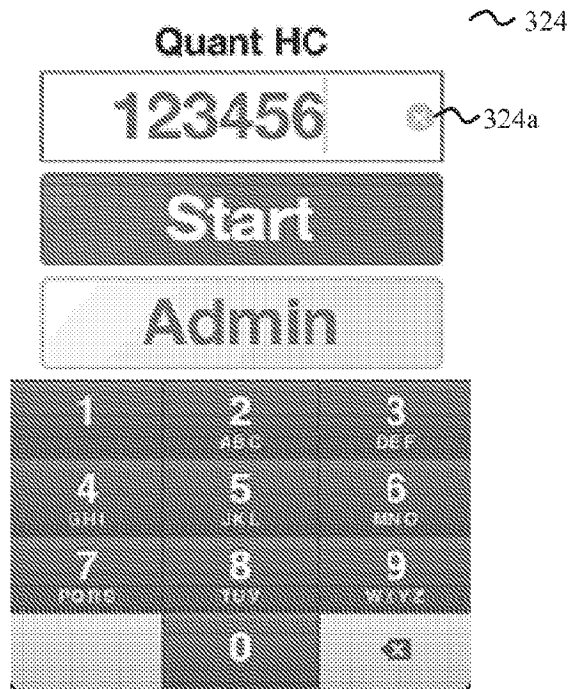 324
Quant HC
123456
324a
Start
Admin
1 2 3
ABC DEF
4 5 6
GHI JKL MNO
7 8 9
PQRS TUV WXYZ
0